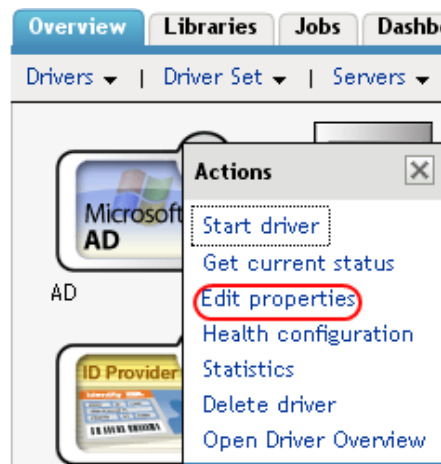 Overview Libraries Jobs Dashb
Drivers | Driver Set | Servers
Actions
Microsoft
AD
Start driver
Get current status
AD
Edit properties
Health configuration
ID Provider
Statistics
Delete driver
Open Driver Overview